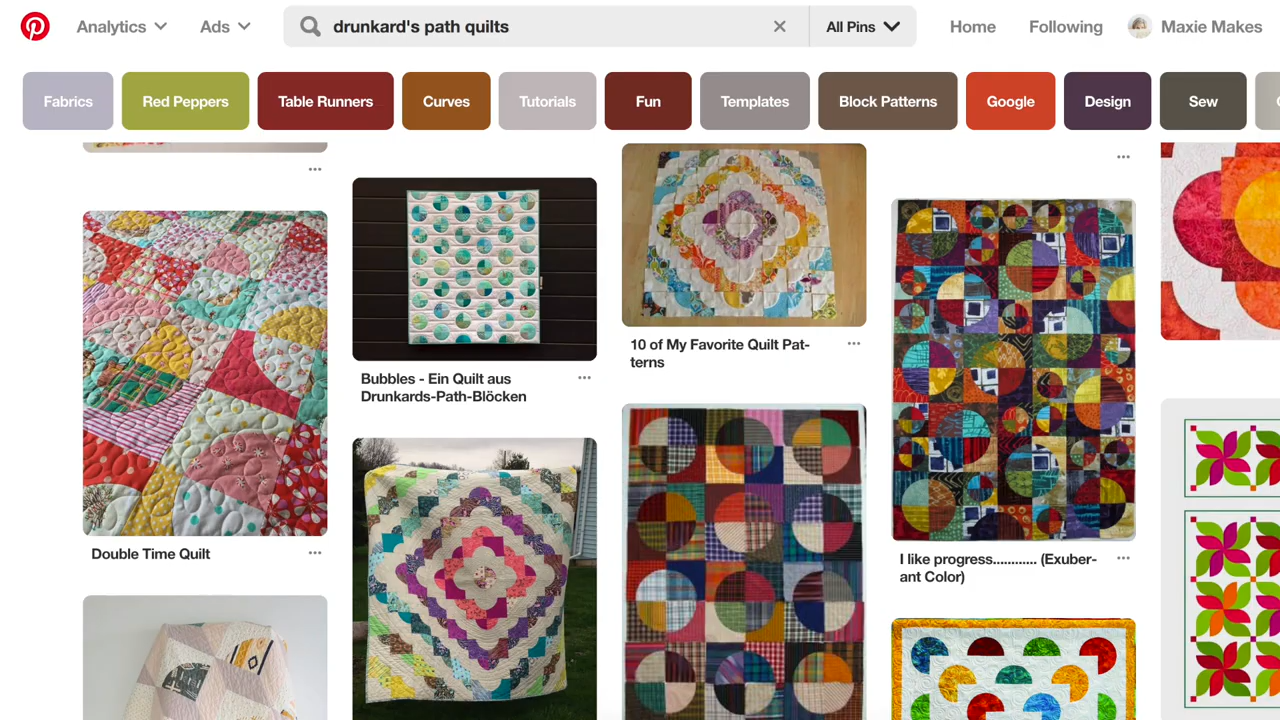 Analytics
Ads
drunkard's path quilts
All Pins
Home
Following
Maxie Makes
Fabrics
Red Peppers
Table Runners
Curves
Tutorials
Fun
Templates
Block Patterns
Google
Design
Sew
Bubbles - Ein Quilt aus
Drunkards-Path-Blöcken
10 of My Favorite Quilt Pat-
terns
Double Time Quilt
I like progress............ (Exuber-
ant Color)